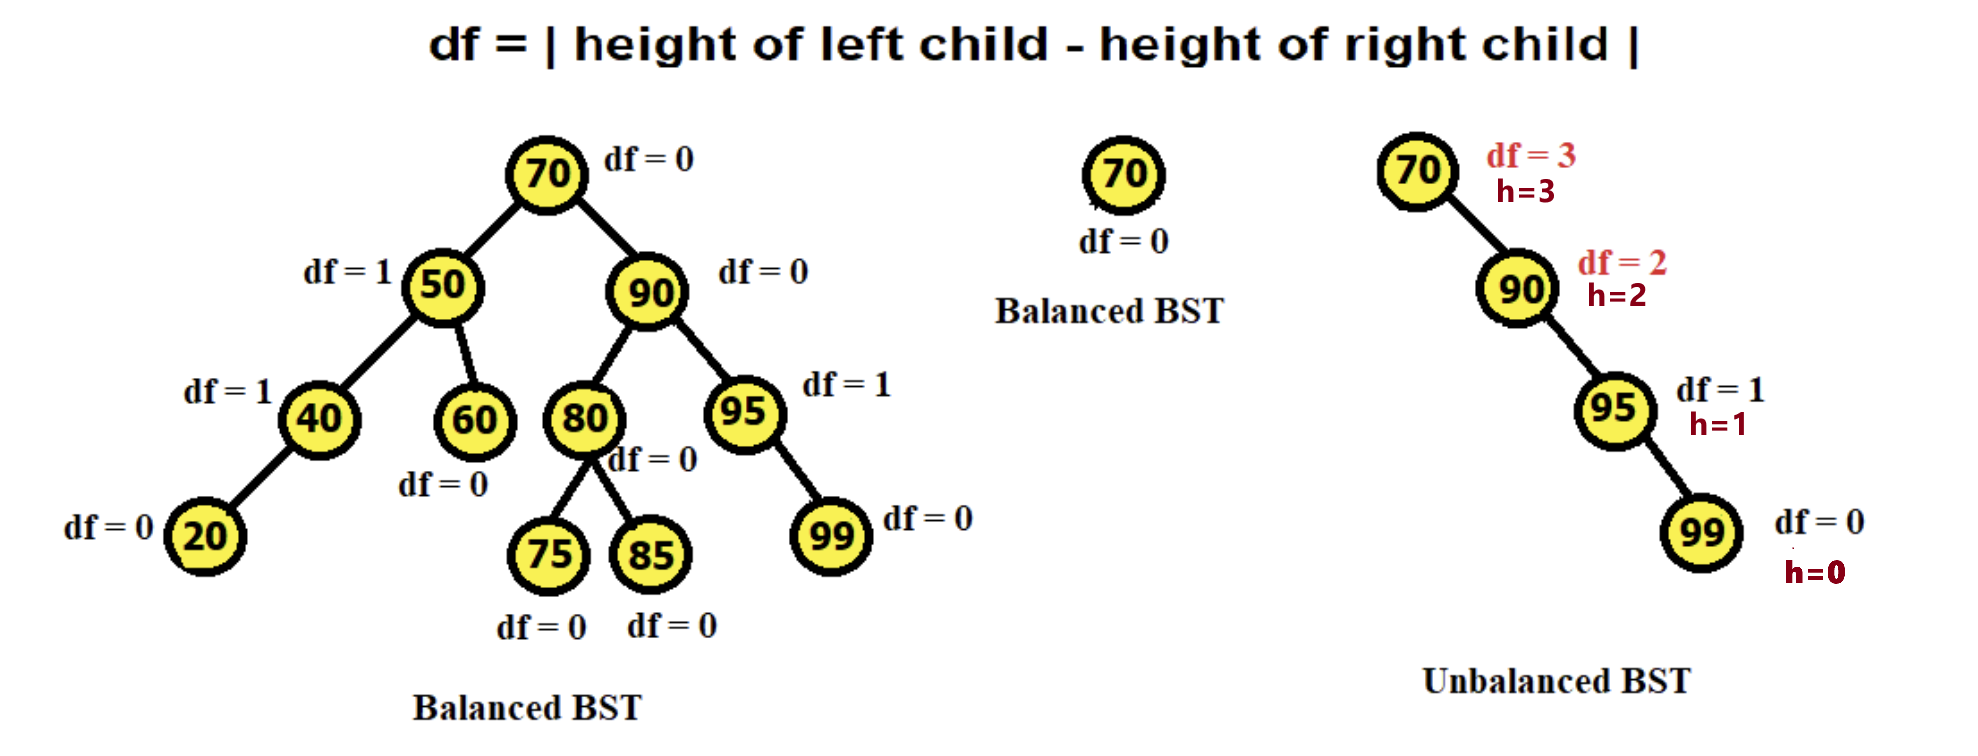 df = | height of left child - height of right child |
70 df = 0
df = 1 50
90 df = 0
df = 1 40
60
df = 0
80
df = 0
95 df = 1
df = 0 20
75
85
99 df = 0
df = 0 df = 0
Balanced BST
70
df = 0
Balanced BST
70 df = 3
h=3
90 df = 2
h=2
95 df = 1
h=1
99 df = 0
h=0
Unbalanced BST